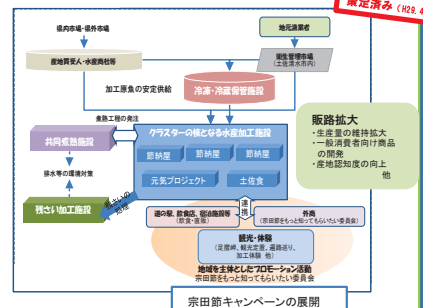 策定済み（H29.4
県内市場・県外市場
地元漁業者
産地買受人・水産商社等
衛生管理市場
（土佐清水市内）
加工原魚の安定供給
冷凍・冷蔵保管施設
煮熟工程の発注
共同煮熟施設
クラスターの核となる水産加工施設
節納屋
節納屋
節納屋
元気プロジェクト
土佐食
排水等の環境対策
残さいの処理
残さい加工施設
販路拡大
・生産量の維持拡大
・一般消費者向け商品
の開発
・産地認知度の向上
他
連携
道の駅、飲食店、宿泊施設等
（飲食・直販）
外商
（宗田節をもっと知ってもらいたい委員会）
観光・体験
（足摺岬、観光定置、遍路巡り、
加工体験 他）
地域を主体としたプロモーション活動
宗田節をもっと知ってもらいたい委員会
宗田節キャンペーンの展開